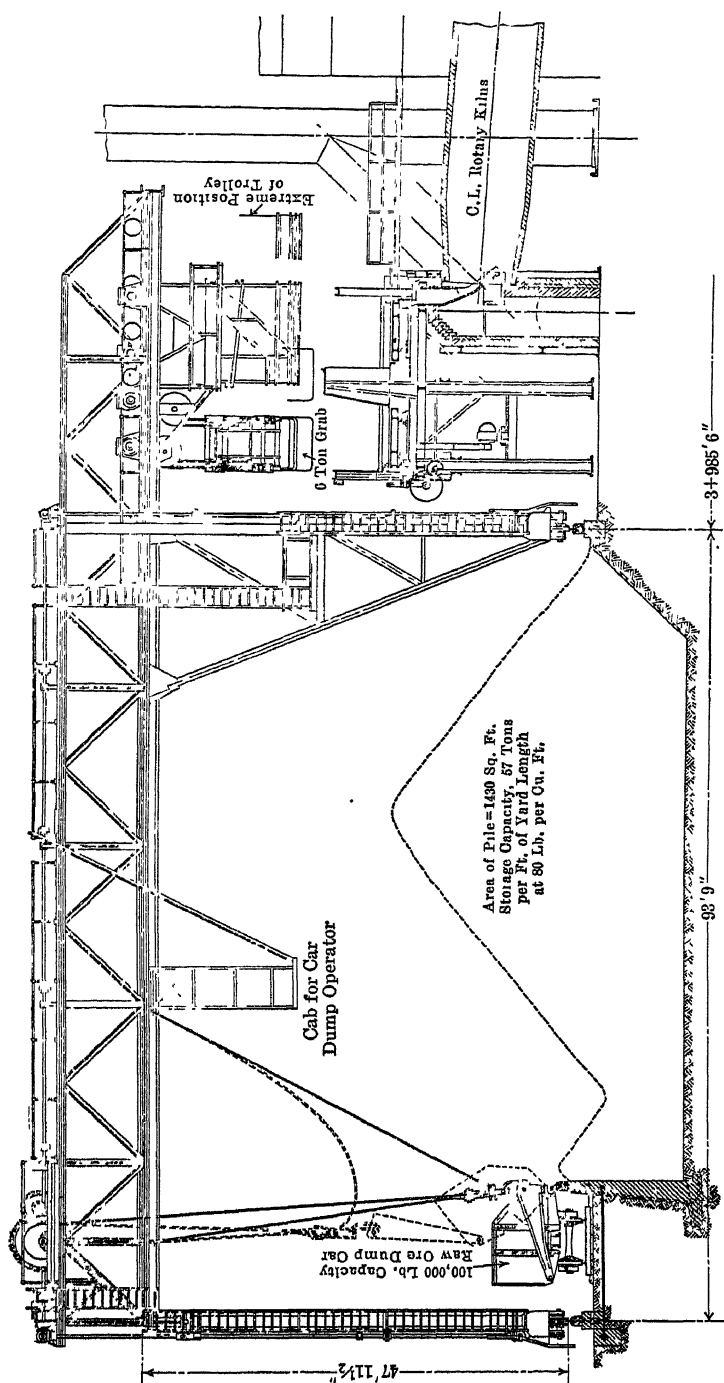 Extreme Position
of Trolley
C.L. Rotary Kilns
6 Ton Grab
3+985'6"
Area of Pile=1430 Sq. Ft.
Storage Capacity, 57 Tons
per Ft. of Yard Length
at 80 Lb. per Cu. Ft.
Cab for Car
Dump Operator
93'9"
100,000 Lb. Capacity
Raw Ore Dump Car
47'11½"